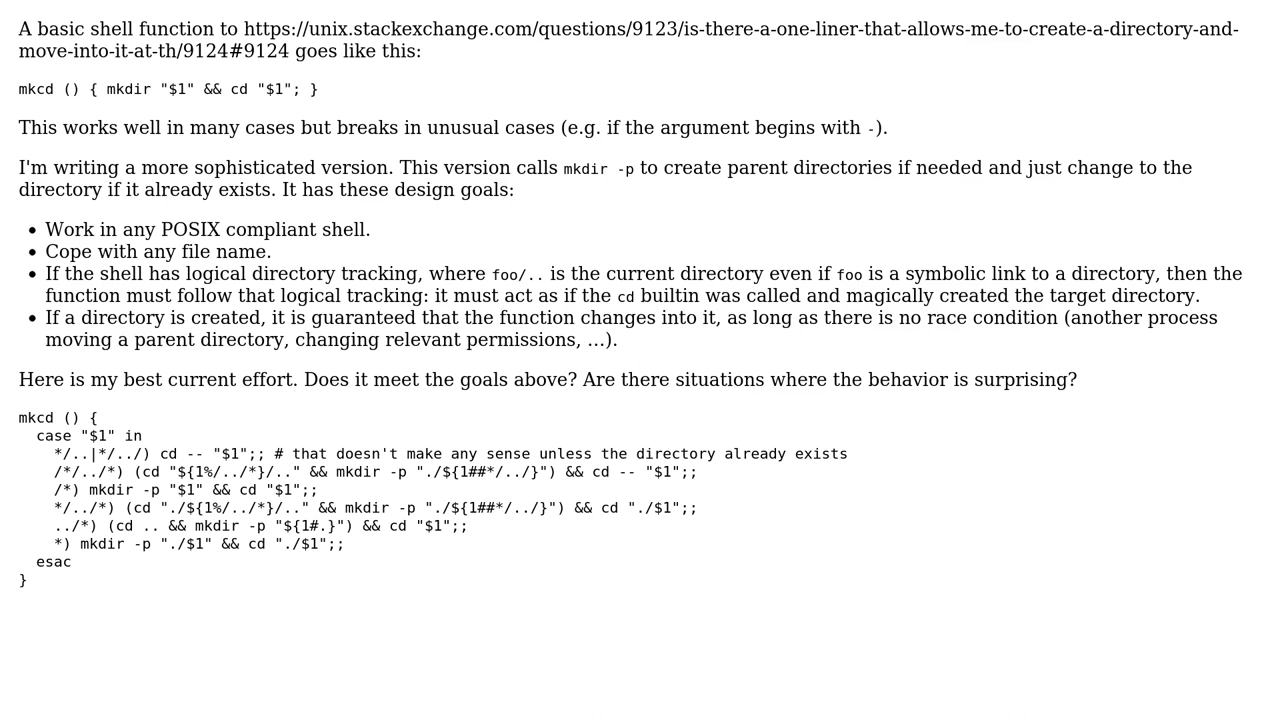 A basic shell function to https://unix.stackexchange.com/questions/9123/is-there-a-one-liner-that-allows-me-to-create-a-directory-and-
move-into-it-at-th/9124#9124 goes like this:
mkcd () { mkdir "$1" && cd "$1"; }
This works well in many cases but breaks in unusual cases (e.g. if the argument begins with -).
I'm writing a more sophisticated version. This version calls mkdir -p to create parent directories if needed and just change to the
directory if it already exists. It has these design goals:
• Work in any POSIX compliant shell.
• Cope with any file name.
• If the shell has logical directory tracking, where foo/.. is the current directory even if foo is a symbolic link to a directory, then the
function must follow that logical tracking: it must act as if the cd builtin was called and magically created the target directory.
• If a directory is created, it is guaranteed that the function changes into it, as long as there is no race condition (another process
moving a parent directory, changing relevant permissions, …).
Here is my best current effort. Does it meet the goals above? Are there situations where the behavior is surprising?
mkcd () {
  case "$1" in
    */..|*/../) cd -- "$1";; # that doesn't make any sense unless the directory already exists
    /*/../*) (cd "${1%/../*}/.." && mkdir -p "./${1##*/../}") && cd -- "$1";;
    /*) mkdir -p "$1" && cd "$1";;
    */../*) (cd "./${1%/../*}/.." && mkdir -p "./${1##*/../}") && cd "./$1";;
    ../*) (cd .. && mkdir -p "${1#.}") && cd "$1";;
    *) mkdir -p "./$1" && cd "./$1";;
  esac
}